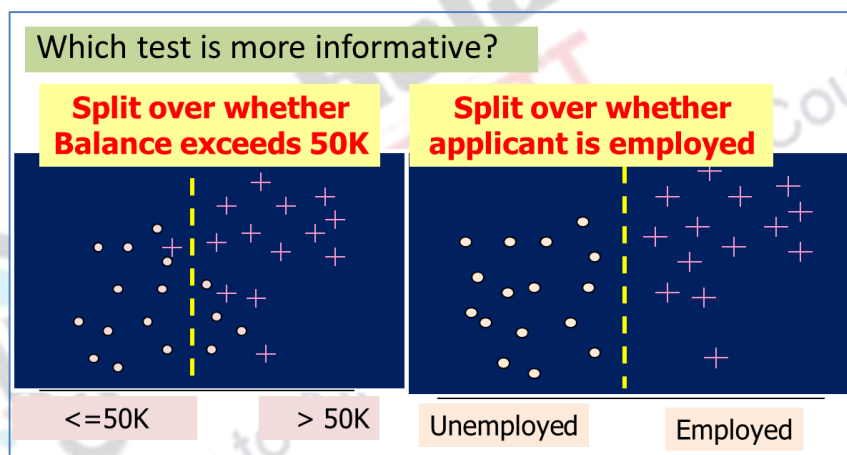 Which test is more informative?
Split over whether
Balance exceeds 50K
Split over whether
applicant is employed
<=50K
> 50K
Unemployed
Employed